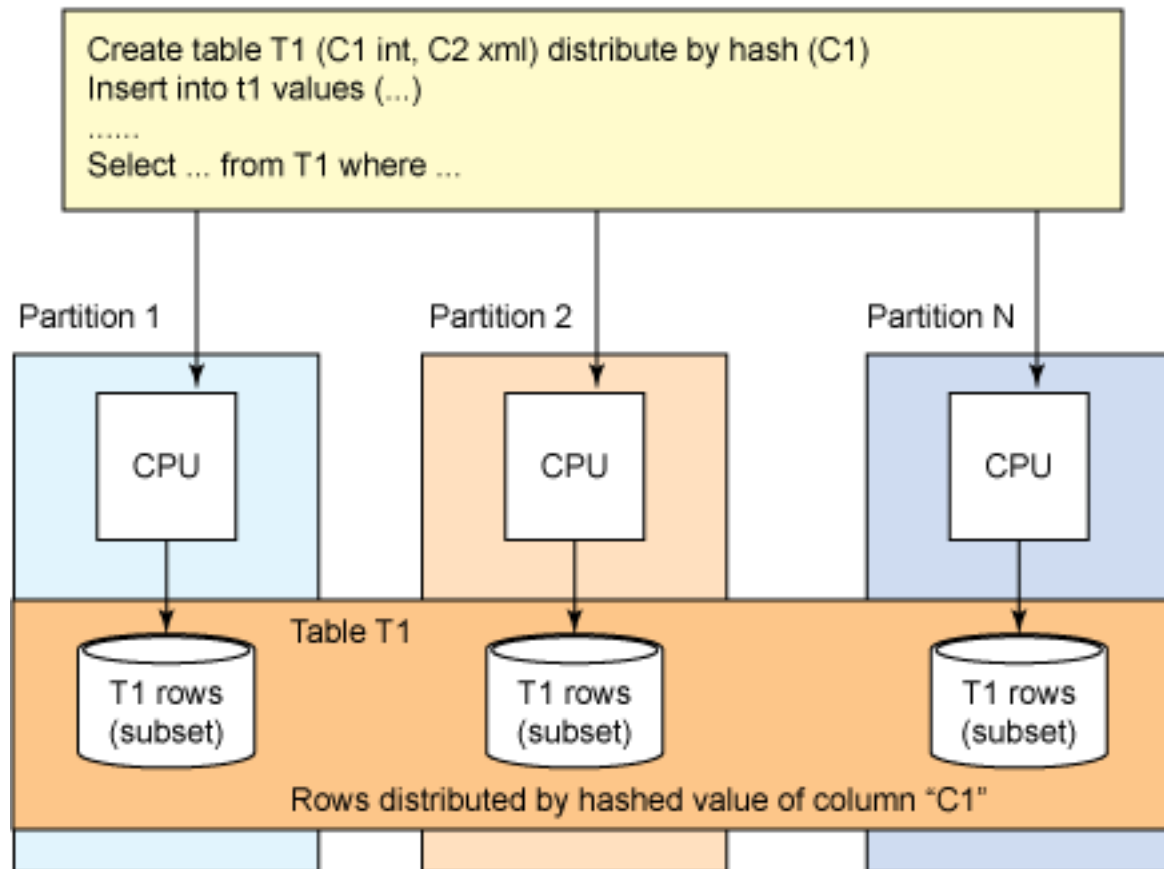 Create table T1 (C1 int, C2 xml) distribute by hash (C1)
Insert into t1 values (...)
......
Select ... from T1 where ...
Partition 1
Partition 2
Partition N
CPU
CPU
CPU
Table T1
T1 rows
(subset)
T1 rows
(subset)
T1 rows
(subset)
Rows distributed by hashed value of column “C1”